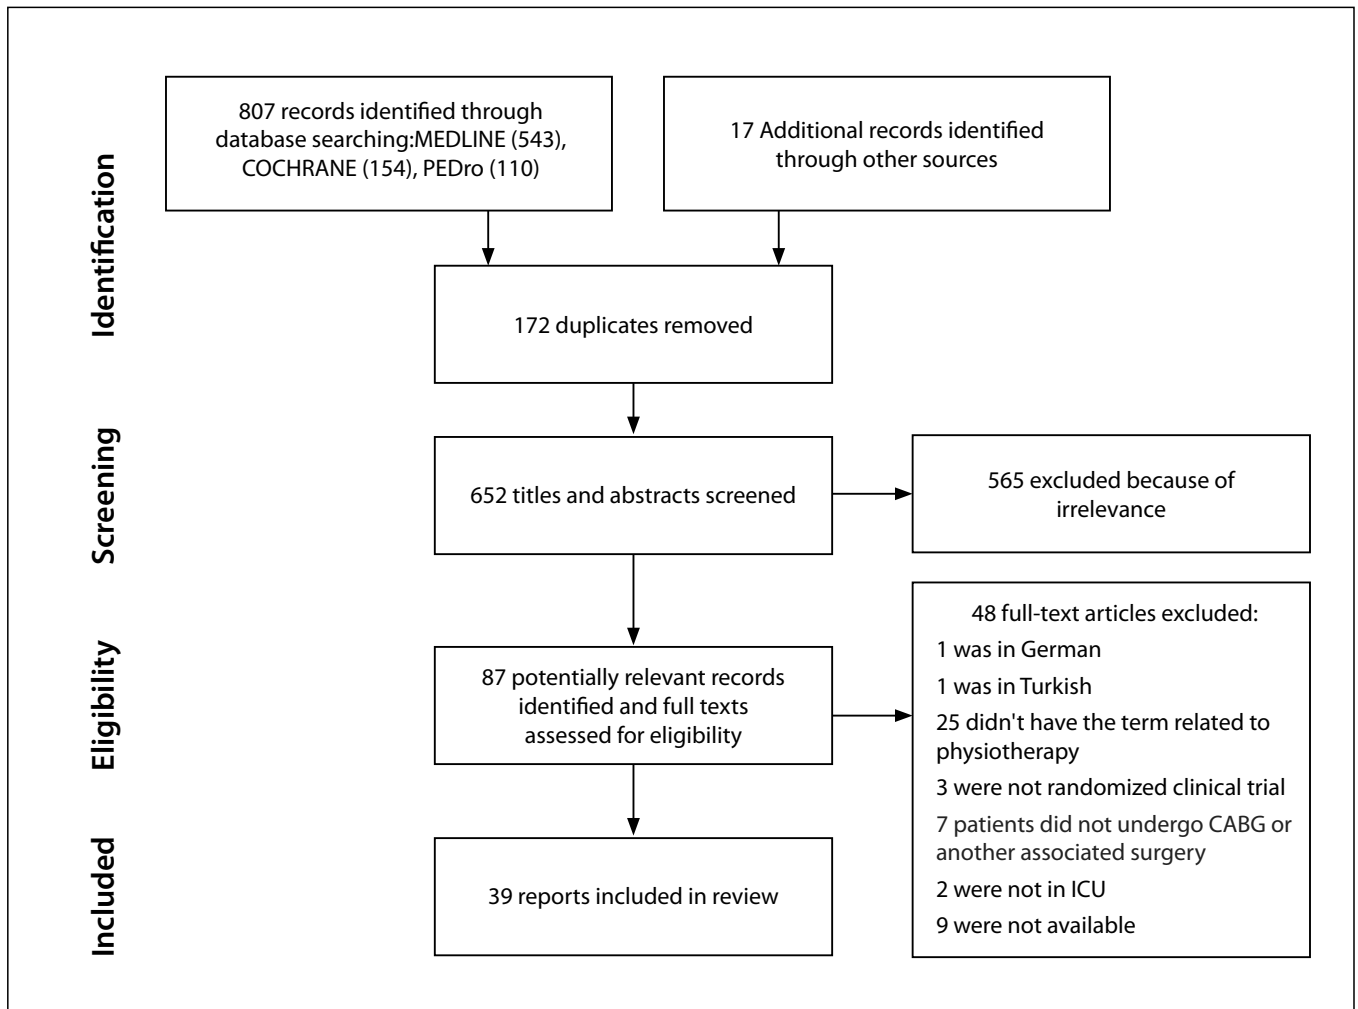 Identification
807 records identified through
database searching:MEDLINE (543),
COCHRANE (154), PEDro (110)
17 Additional records identified
through other sources
172 duplicates removed
Screening
652 titles and abstracts screened
565 excluded because of
irrelevance
Eligibility
87 potentially relevant records
identified and full texts
assessed for eligibility
48 full-text articles excluded:
1 was in German
1 was in Turkish
25 didn't have the term related to
physiotherapy
3 were not randomized clinical trial
7 patients did not undergo CABG or
another associated surgery
2 were not in ICU
9 were not available
Included
39 reports included in review